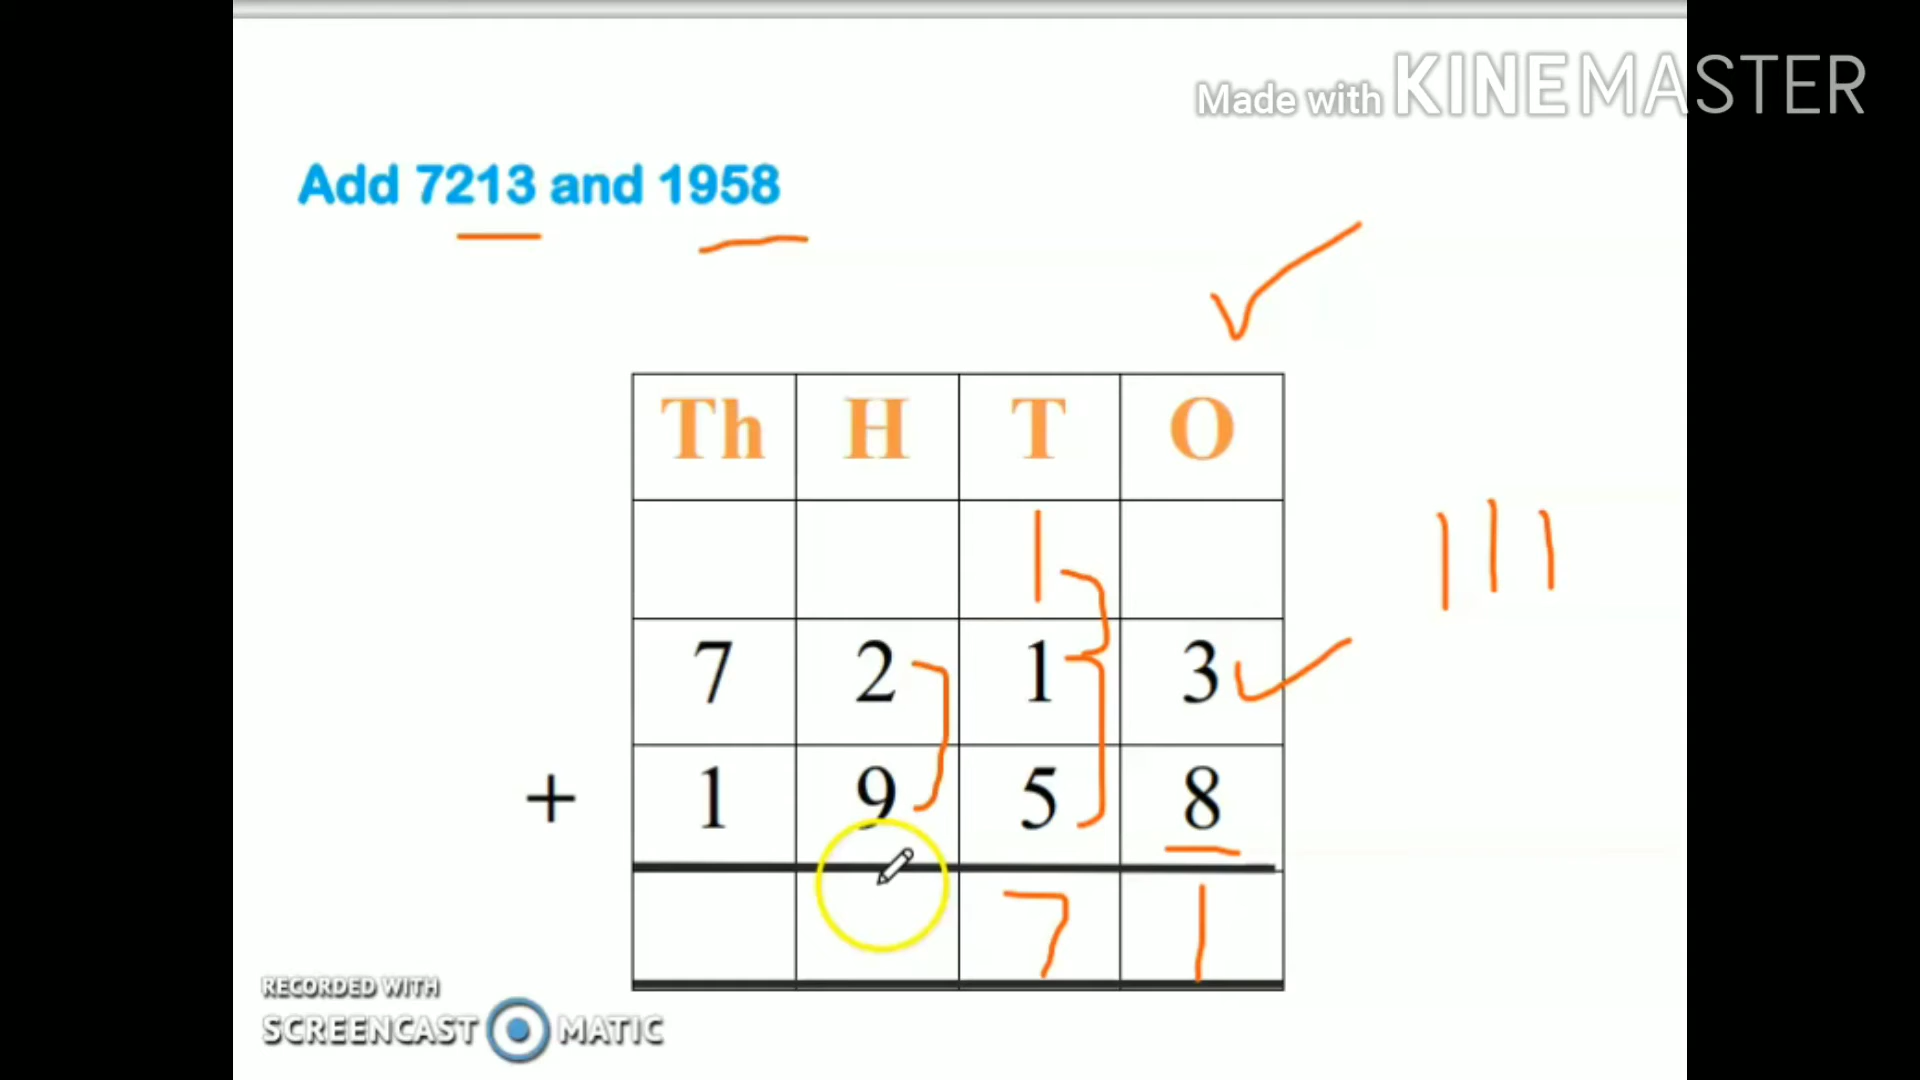 Made with KINEMASTER
Add 7213 and 1958
Th H T O
1
111
7 2 1 3
+ 1 9 5 8
7 1
RECORDED WITH
SCREENCAST MATIC